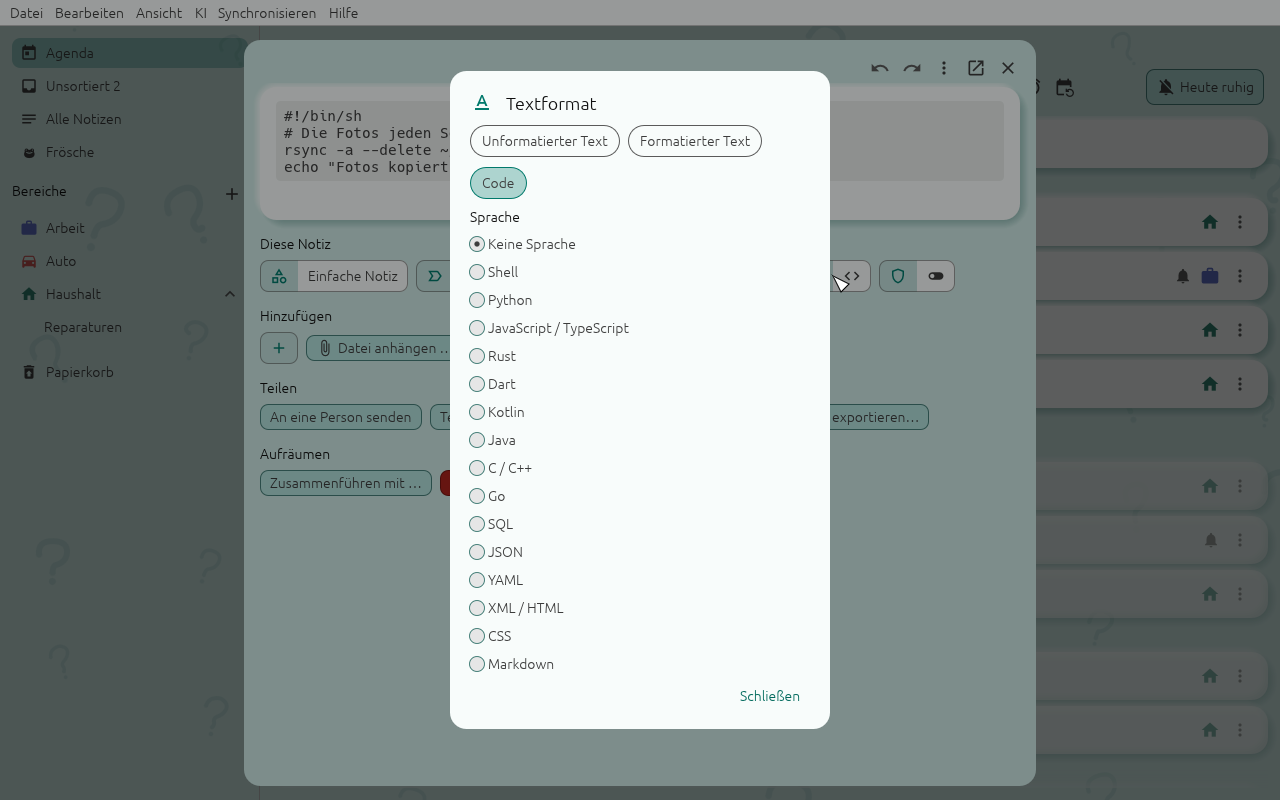 Datei Bearbeiten Ansicht KI Synchronisieren Hilfe
Agenda
Unsortiert 2
Alle Notizen
Frösche
Bereiche
Arbeit
Auto
Haushalt
Reparaturen
Papierkorb
Heute ruhig
#!/bin/sh
# Die Fotos jeden
rsync -a --delete ~
echo "Fotos kopiert
Diese Notiz
Einfache Notiz
Hinzufügen
Datei anhängen ...
Teilen
An eine Person senden
exportieren...
Aufräumen
Zusammenführen mit ...
Textformat
Unformatierter Text
Formatierter Text
Code
Sprache
Keine Sprache
Shell
Python
JavaScript / TypeScript
Rust
Dart
Kotlin
Java
C / C++
Go
SQL
JSON
YAML
XML / HTML
CSS
Markdown
Schließen